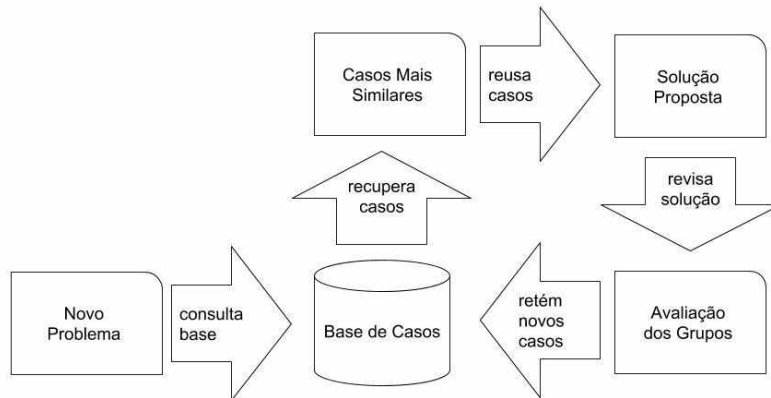 Casos Mais
Similares
reusa
casos
Solução
Proposta
recupera
casos
revisa
solução
Novo
Problema
consulta
base
Base de Casos
retém
novos
casos
Avaliação
dos Grupos